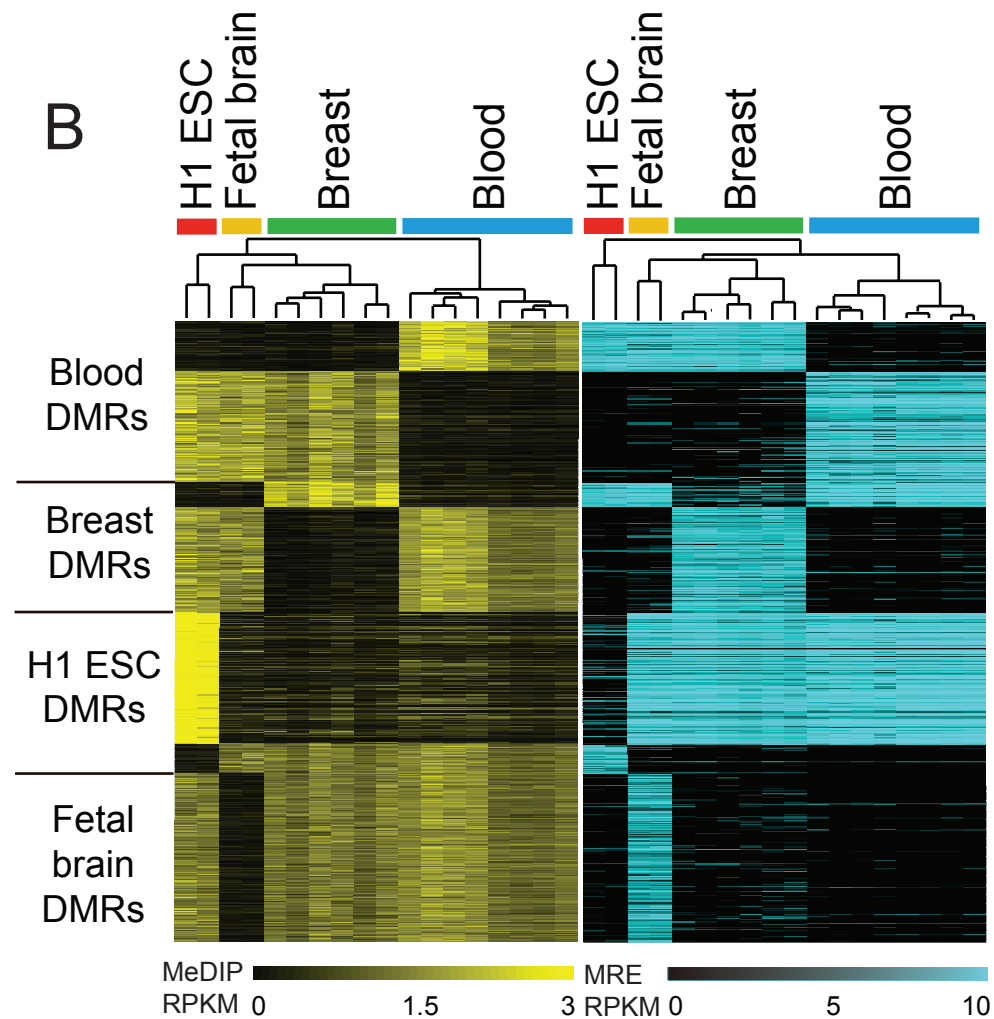 B
H1 ESC
Fetal brain
Breast
Blood
H1 ESC
Fetal brain
Breast
Blood
Blood
DMRs
Breast
DMRs
H1 ESC
DMRs
Fetal
brain
DMRs
MeDIP
RPKM 0 1.5 3
MRE
RPKM 0 5 10